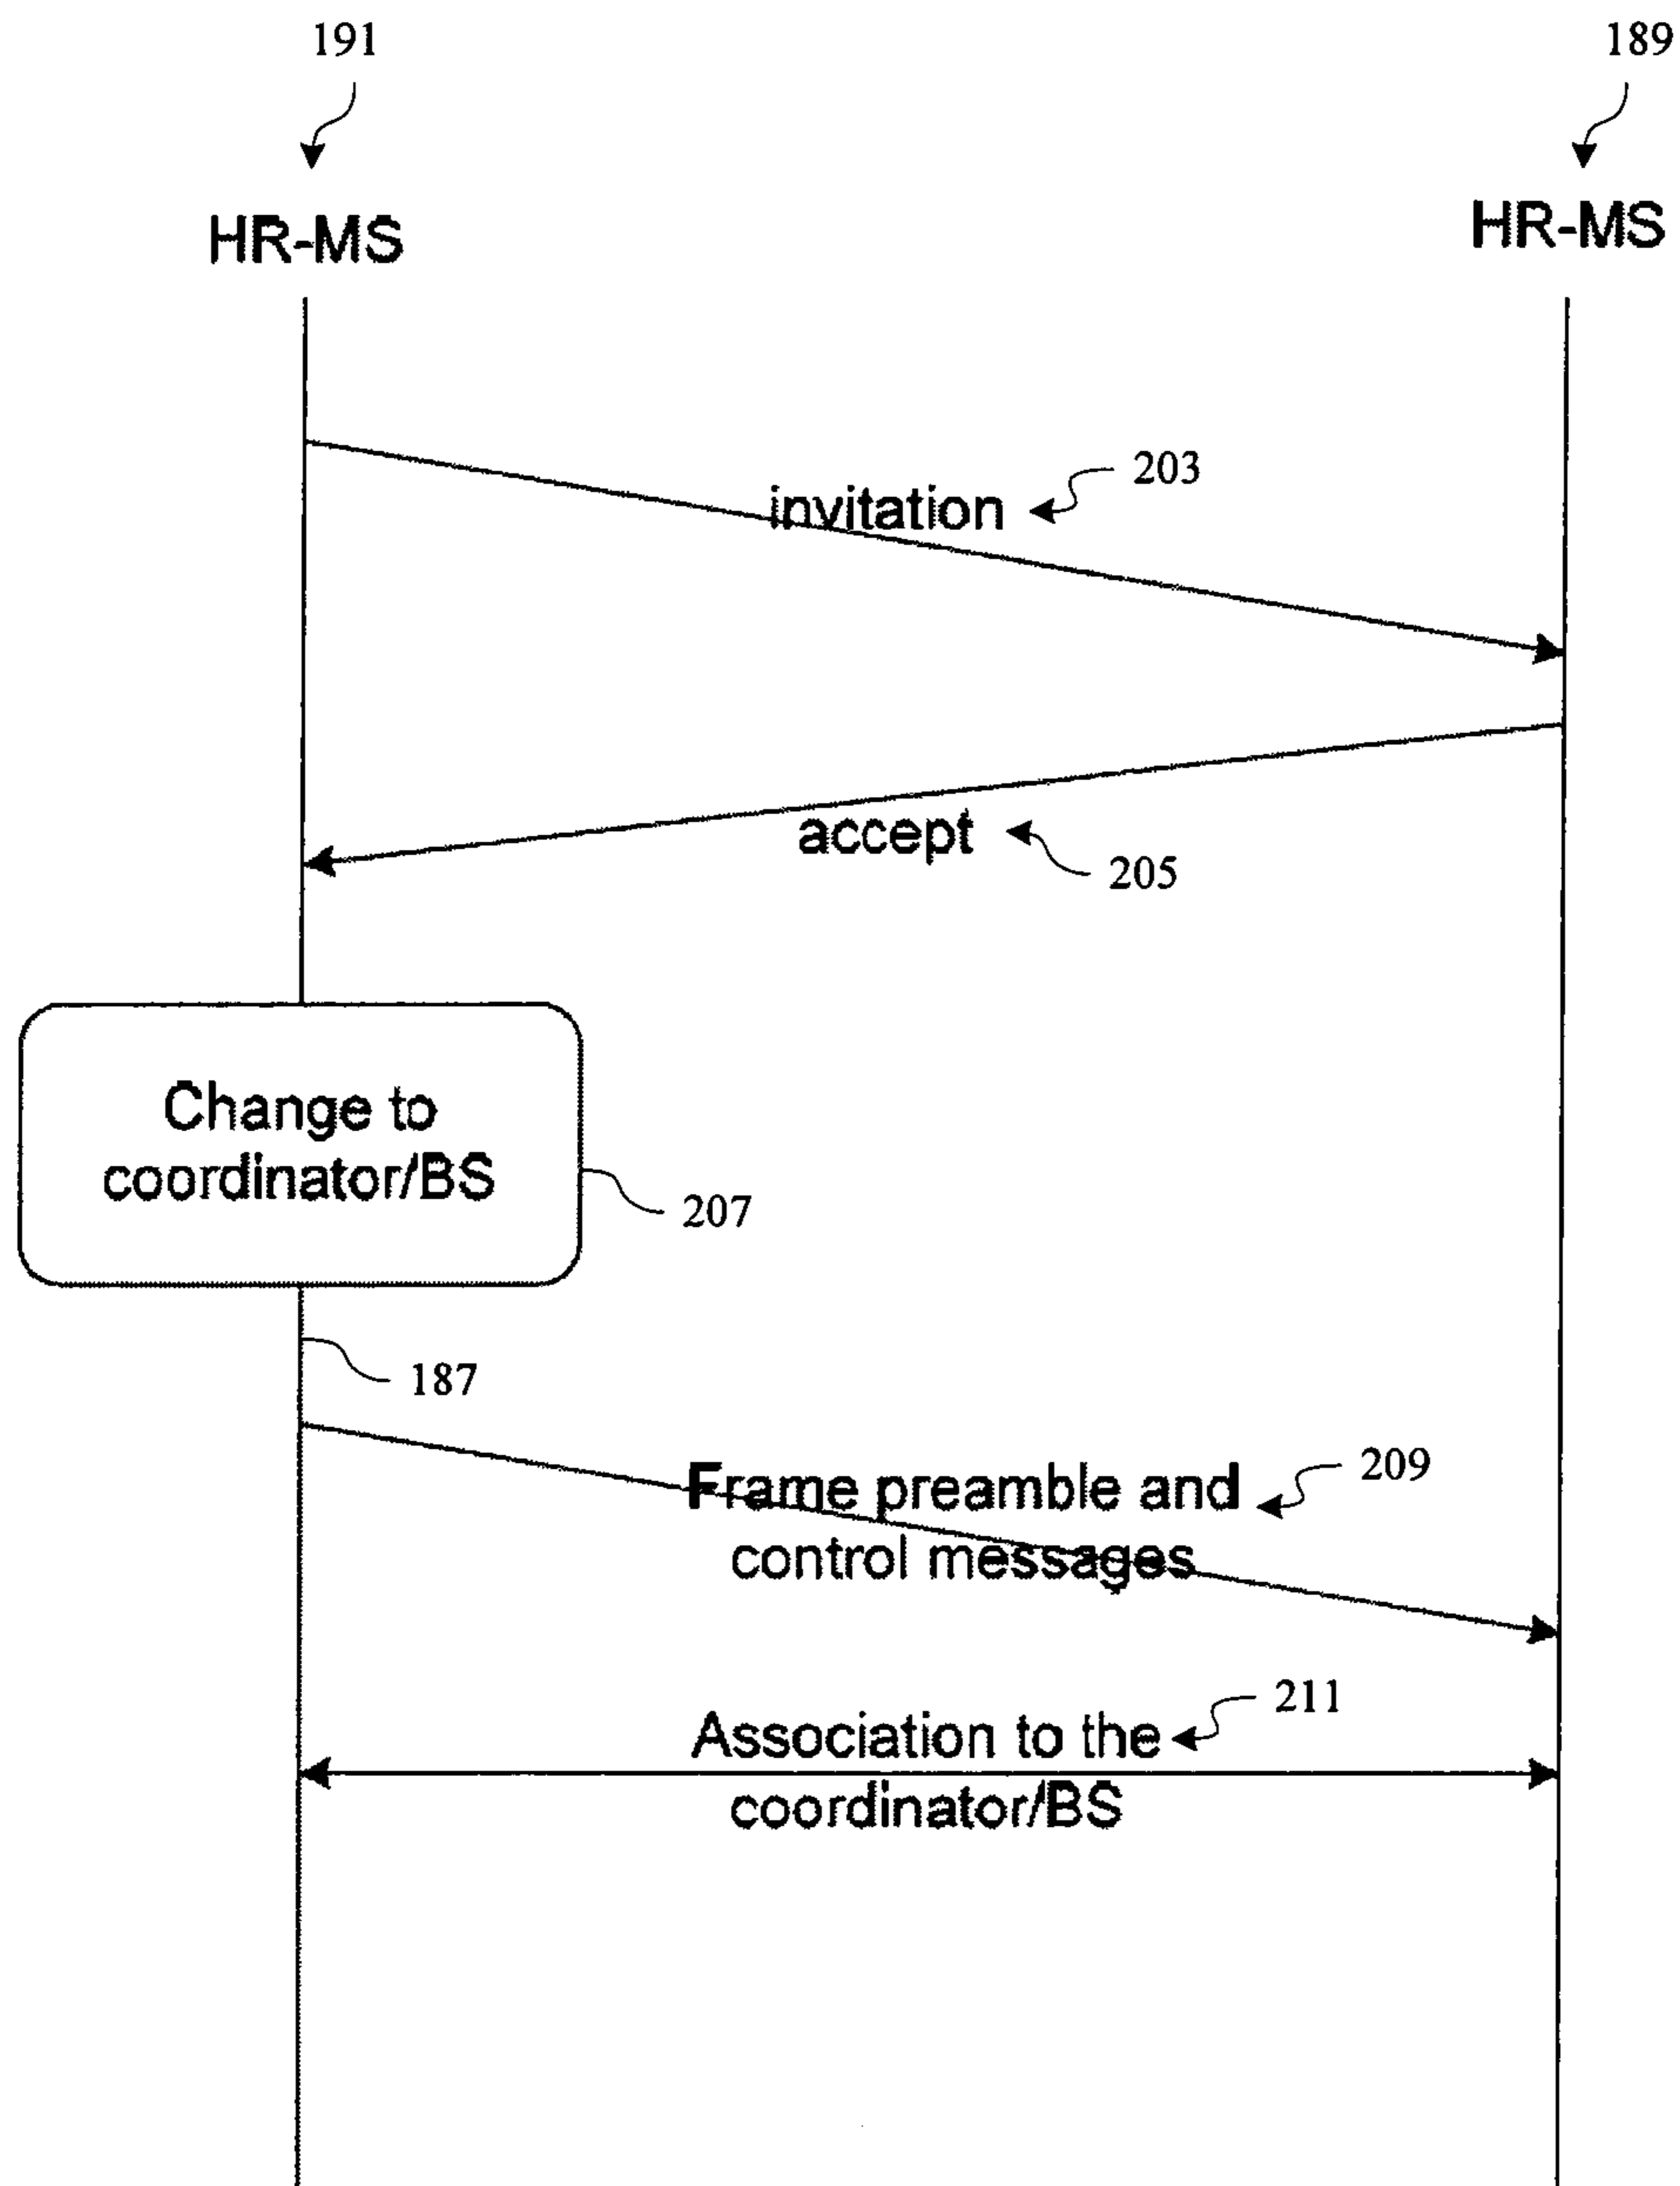 191
189
HR-MS
HR-MS
203
invitation
accept
205
Change to
coordinator/BS
207
187
209
Frame preamble and
control messages
211
Association to the
coordinator/BS